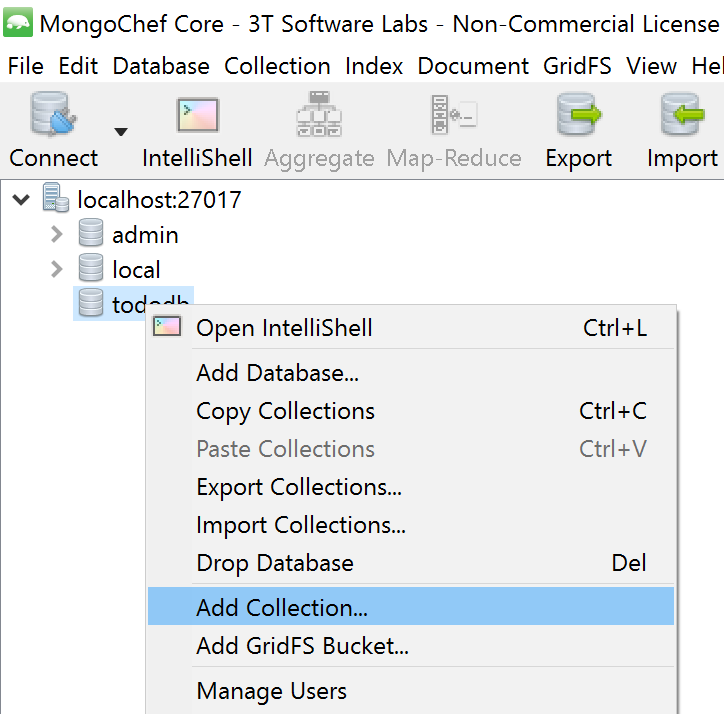 MongoChef Core - 3T Software Labs - Non-Commercial License
File Edit Database Collection Index Document GridFS View
Connect IntelliShell Aggregate Map-Reduce Export Import
localhost:27017
admin
local
Open IntelliShell Ctrl+L
Add Database...
Copy Collections Ctrl+C
Paste Collections Ctrl+V
Export Collections...
Import Collections...
Drop Database Del
Add Collection...
Add GridFS Bucket...
Manage Users